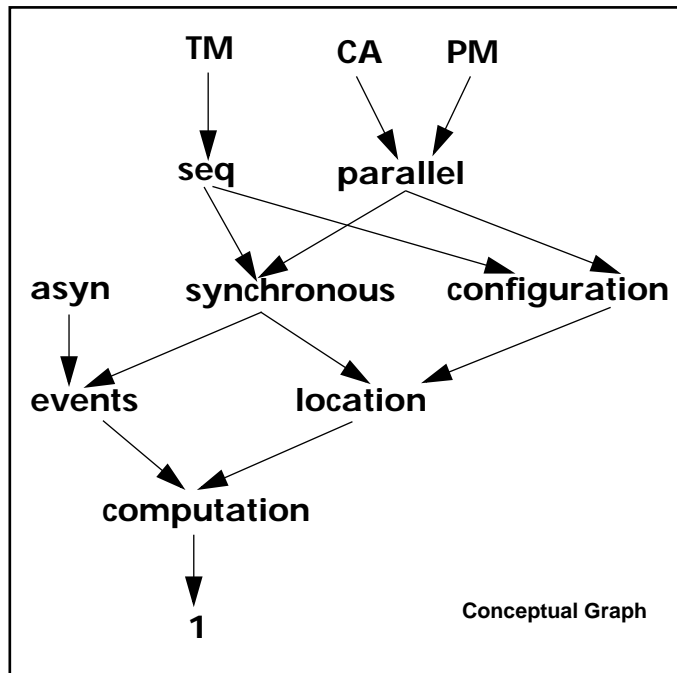 TM CA PM
seq parallel
asyn synchronous configuration
events location
computation
1
Conceptual Graph